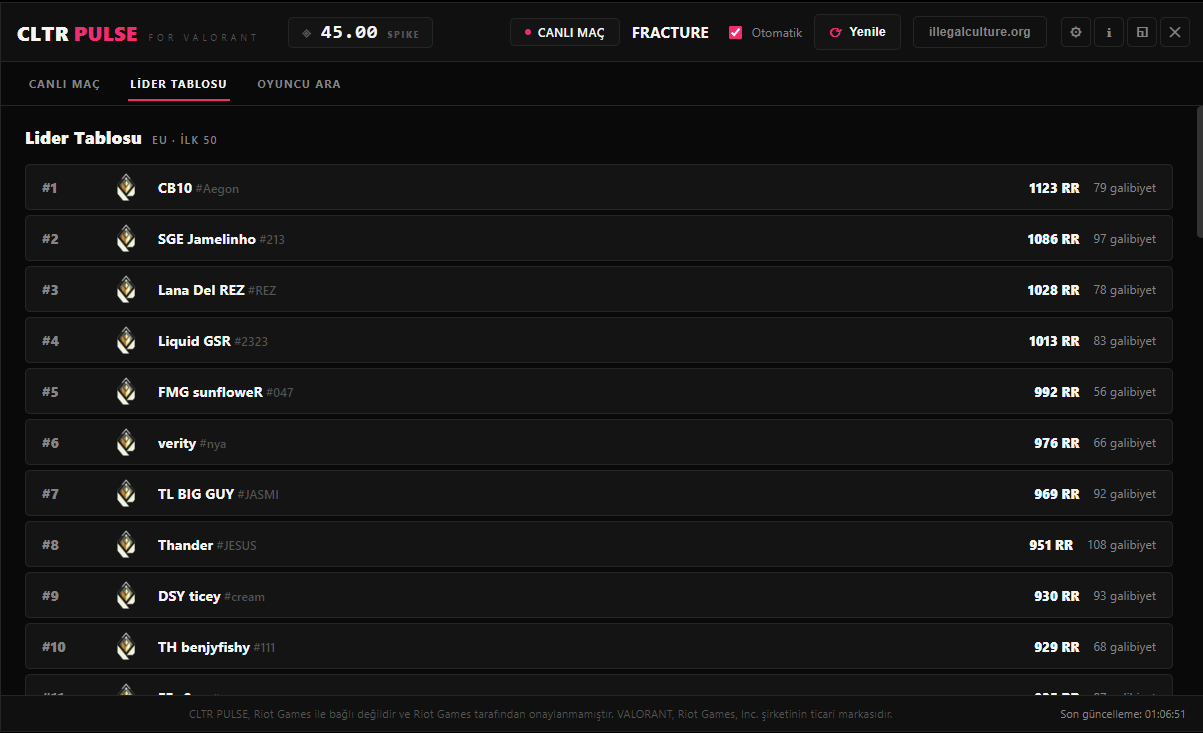 CLTR PULSE FOR VALORANT 45.00 SPIKE CANLI MAÇ FRACTURE Otomatik Yenile illegalculture.org
CANLI MAÇ LİDER TABLOSU OYUNCU ARA
Lider Tablosu EU · İLK 50
#1 CB10 #Aegon 1123 RR 79 galibiyet
#2 SGE Jamelinho #213 1086 RR 97 galibiyet
#3 Lana Del REZ #REZ 1028 RR 78 galibiyet
#4 Liquid GSR #2323 1013 RR 83 galibiyet
#5 FMG sunfloweR #047 992 RR 56 galibiyet
#6 verity #nya 976 RR 66 galibiyet
#7 TL BIG GUY #JASMI 969 RR 92 galibiyet
#8 Thander #JESUS 951 RR 108 galibiyet
#9 DSY ticey #cream 930 RR 93 galibiyet
#10 TH benjyfishy #111 929 RR 68 galibiyet
CLTR PULSE, Riot Games ile bağlı değildir ve Riot Games tarafından onaylanmamıştır. VALORANT, Riot Games, Inc. şirketinin ticari markasıdır.
Son güncelleme: 01:06:51